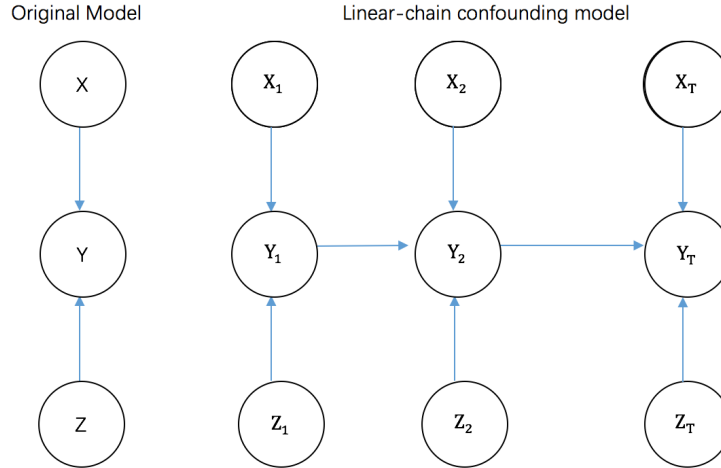 Original Model
Linear-chain confounding model
X
X₁
X₂
X_T
Y
Y₁
Y₂
Y_T
Z
Z₁
Z₂
Z_T